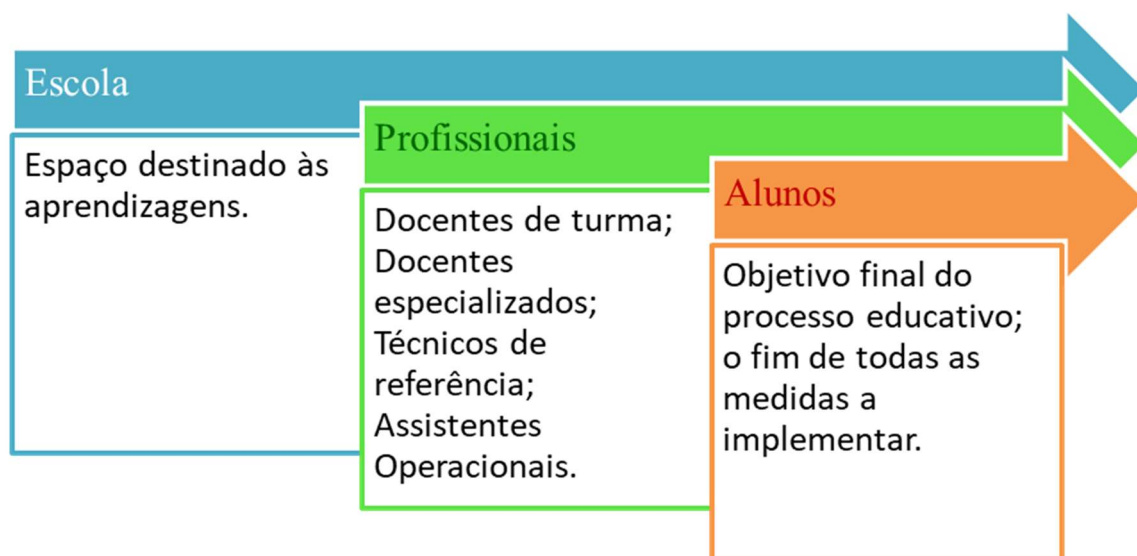 Escola
Espaço destinado às
aprendizagens.
Profissionais
Docentes de turma;
Docentes
especializados;
Técnicos de
referência;
Assistentes
Operacionais.
Alunos
Objetivo final do
processo educativo;
o fim de todas as
medidas a
implementar.